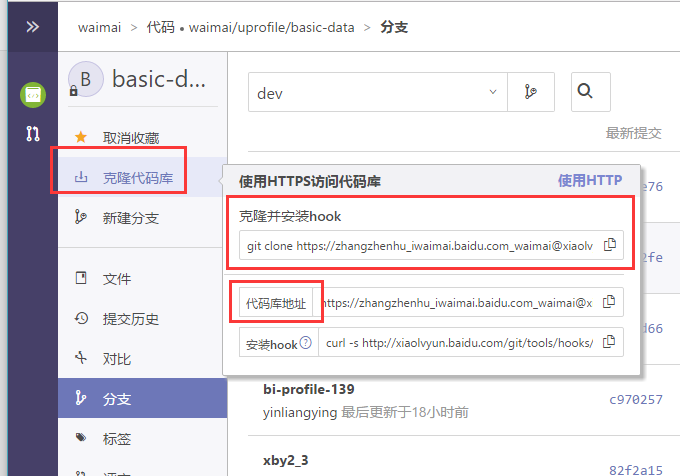 waimai > 代码 • waimai/uprofile/basic-data > 分支
B basic-d...
取消收藏
克隆代码库
新建分支
文件
提交历史
对比
分支
标签
dev
最新提交
使用HTTPS访问代码库 使用HTTP
克隆并安装hook
git clone https://zhangzhenhu_iwaimai.baidu.com_waimai@xiaolv
代码库地址 https://zhangzhenhu_iwaimai.baidu.com_waimai@x
安装hook ? curl -s http://xiaolvyun.baidu.com/git/tools/hooks/
e76
2fe
d66
bi-profile-139
yinliangying 最后更新于18小时前
c970257
xby2_3
82f2a15